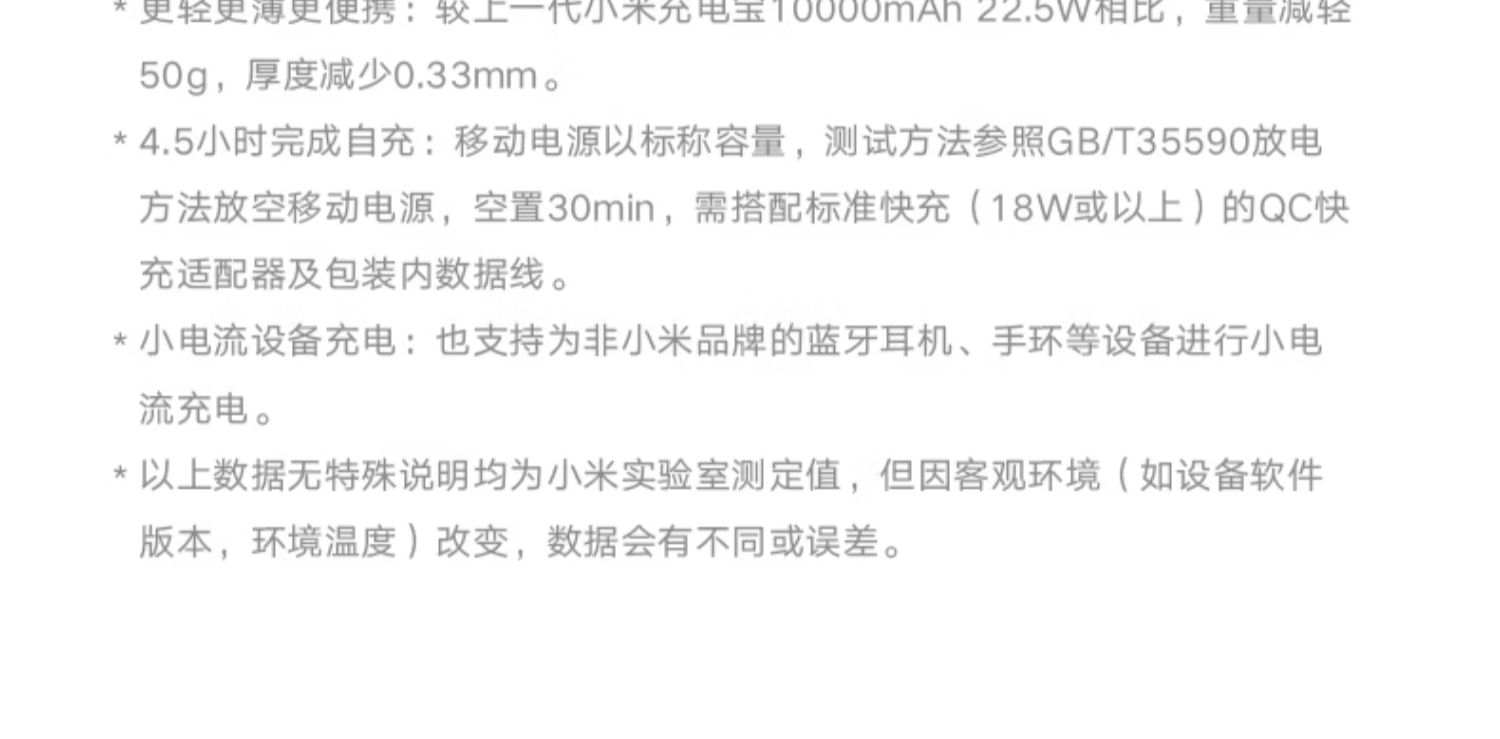 * 更轻更薄更便携：较上一代小米充电宝10000mAh 22.5W相比，重量减轻
50g，厚度减少0.33mm。
* 4.5小时完成自充：移动电源以标称容量，测试方法参照GB/T35590放电
方法放空移动电源，空置30min，需搭配标准快充（18W或以上）的QC快
充适配器及包装内数据线。
* 小电流设备充电：也支持为非小米品牌的蓝牙耳机、手环等设备进行小电
流充电。
* 以上数据无特殊说明均为小米实验室测定值，但因客观环境（如设备软件
版本，环境温度）改变，数据会有不同或误差。